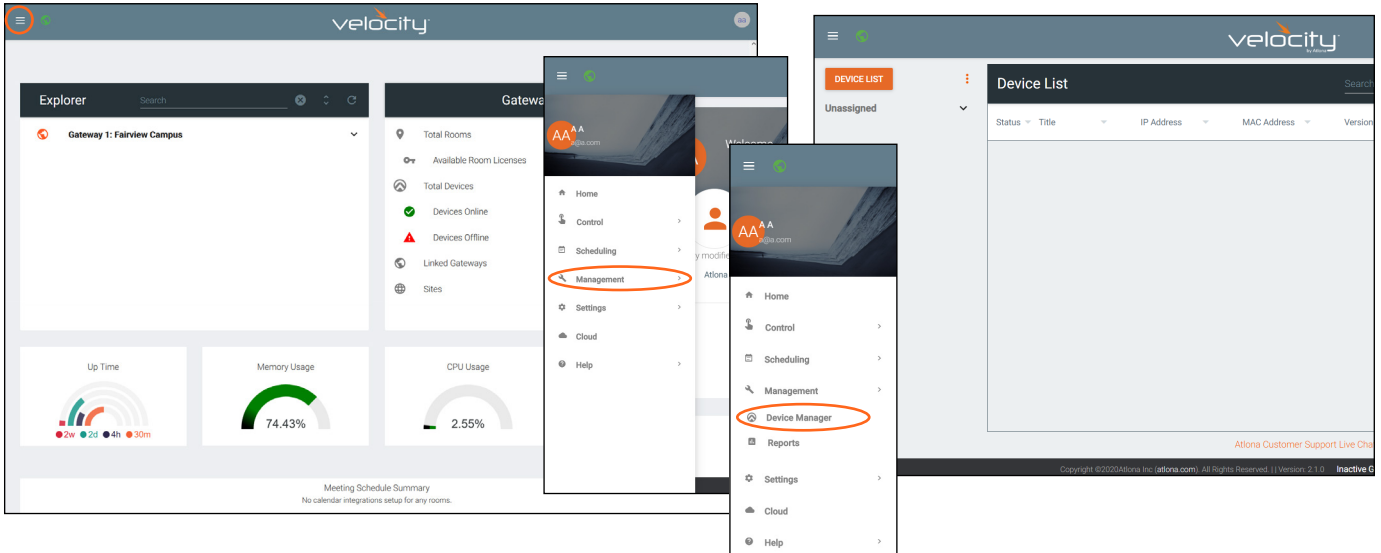 velocity
aa
Explorer
Search
Gateway 1: Fairview Campus
Gatewa
Total Rooms
Available Room Licenses
Total Devices
Devices Online
Devices Offline
Linked Gateways
Sites
Up Time
2w 2d 4h 30m
Memory Usage
74.43%
CPU Usage
2.55%
Meeting Schedule Summary
No calendar integrations setup for any rooms.
AA
A A
a@a.com
Home
Control
Scheduling
Management
Settings
Cloud
Help
Welcome
y modifie
Atlona
AA
A A
a@a.com
Home
Control
Scheduling
Management
Device Manager
Reports
Settings
Cloud
Help
velocity
by Atlona
DEVICE LIST
Unassigned
Device List
Search
Status Title IP Address MAC Address Version
Atlona Customer Support Live Cha
Copyright ©2020Atlona Inc (atlona.com). All Rights Reserved. | | Version: 2.1.0 Inactive G